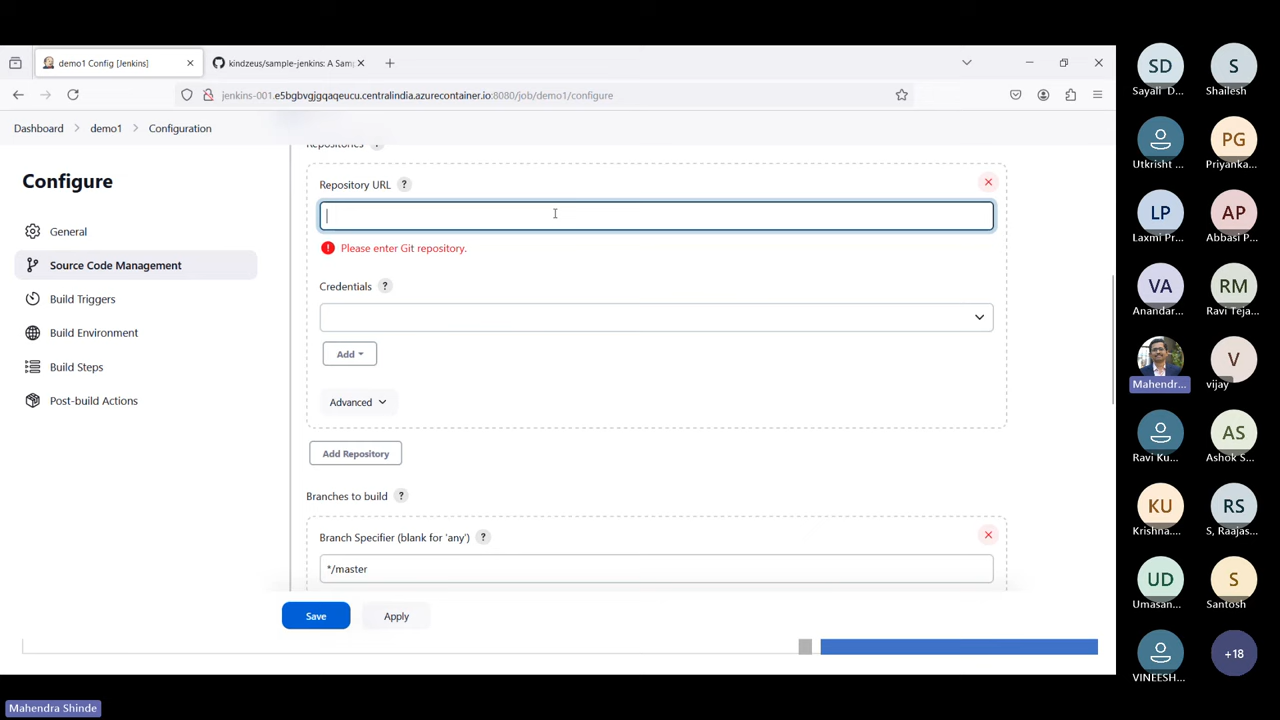 demo1 Config [Jenkins]
kindzeus/sample-jenkins: A Sam
jenkins-001.e5bgbvgjgqaqeucu.centralindia.azurecontainer.io:8080/job/demo1/configure
Dashboard > demo1 > Configuration
Configure
General
Source Code Management
Build Triggers
Build Environment
Build Steps
Post-build Actions
Repositories ?
Repository URL ?
Please enter Git repository.
Credentials ?
Add
Advanced
Add Repository
Branches to build ?
Branch Specifier (blank for 'any') ?
*/master
Save
Apply
SD
Sayali D...
S
Shailesh
Utkrisht ...
PG
Priyanka...
LP
Laxmi Pr...
AP
Abbasi P...
VA
Anandar...
RM
Ravi Teja...
Mahendr...
V
vijay
Ravi Ku...
AS
Ashok S...
KU
Krishna....
RS
S, Raajas...
UD
Umasan...
S
Santosh
VINEESH...
+18
Mahendra Shinde